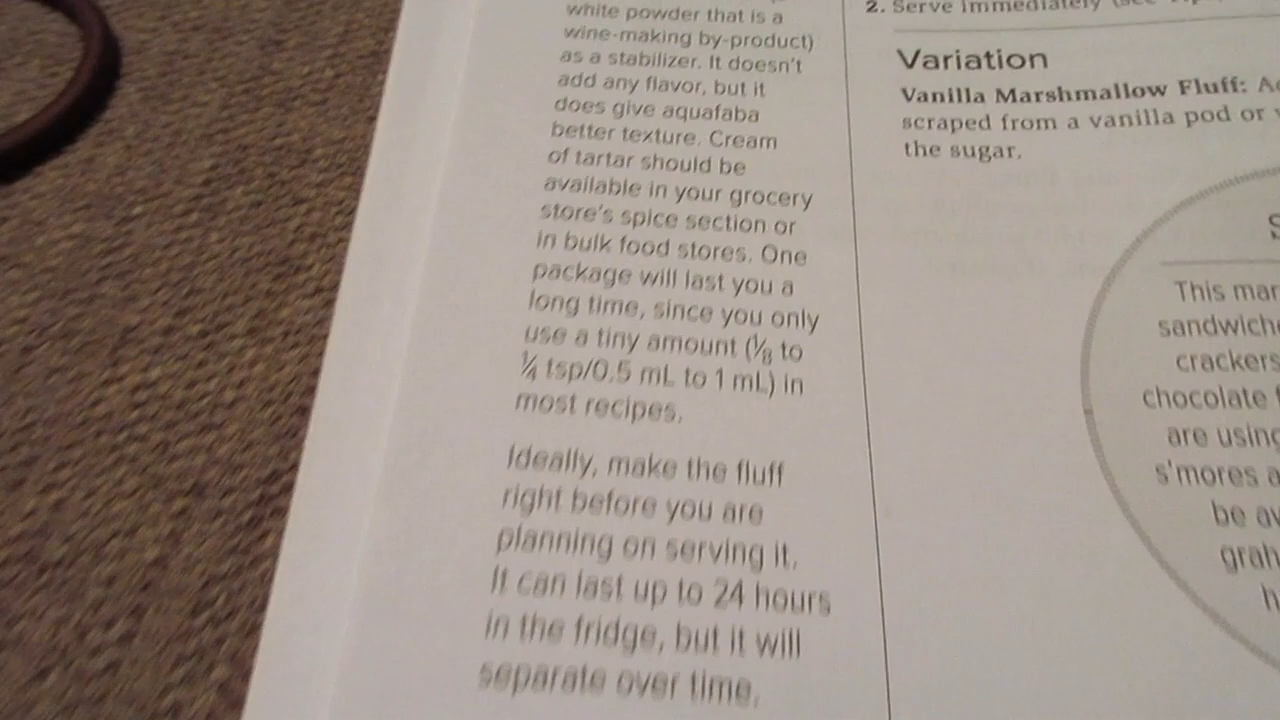 white powder that is a
wine-making by-product)
as a stabilizer. It doesn't
add any flavor, but it
does give aquafaba
better texture. Cream
of tartar should be
available in your grocery
store's spice section or
in bulk food stores. One
package will last you a
long time, since you only
use a tiny amount (⅛ to
¼ tsp/0.5 mL to 1 mL) in
most recipes.
Ideally, make the fluff
right before you are
planning on serving it.
It can last up to 24 hours
in the fridge, but it will
separate over time.
2. Serve immediately (see
Variation
Vanilla Marshmallow Fluff:
scraped from a vanilla pod or
the sugar.
This
crackers
chocolate
are using
s'mores
be